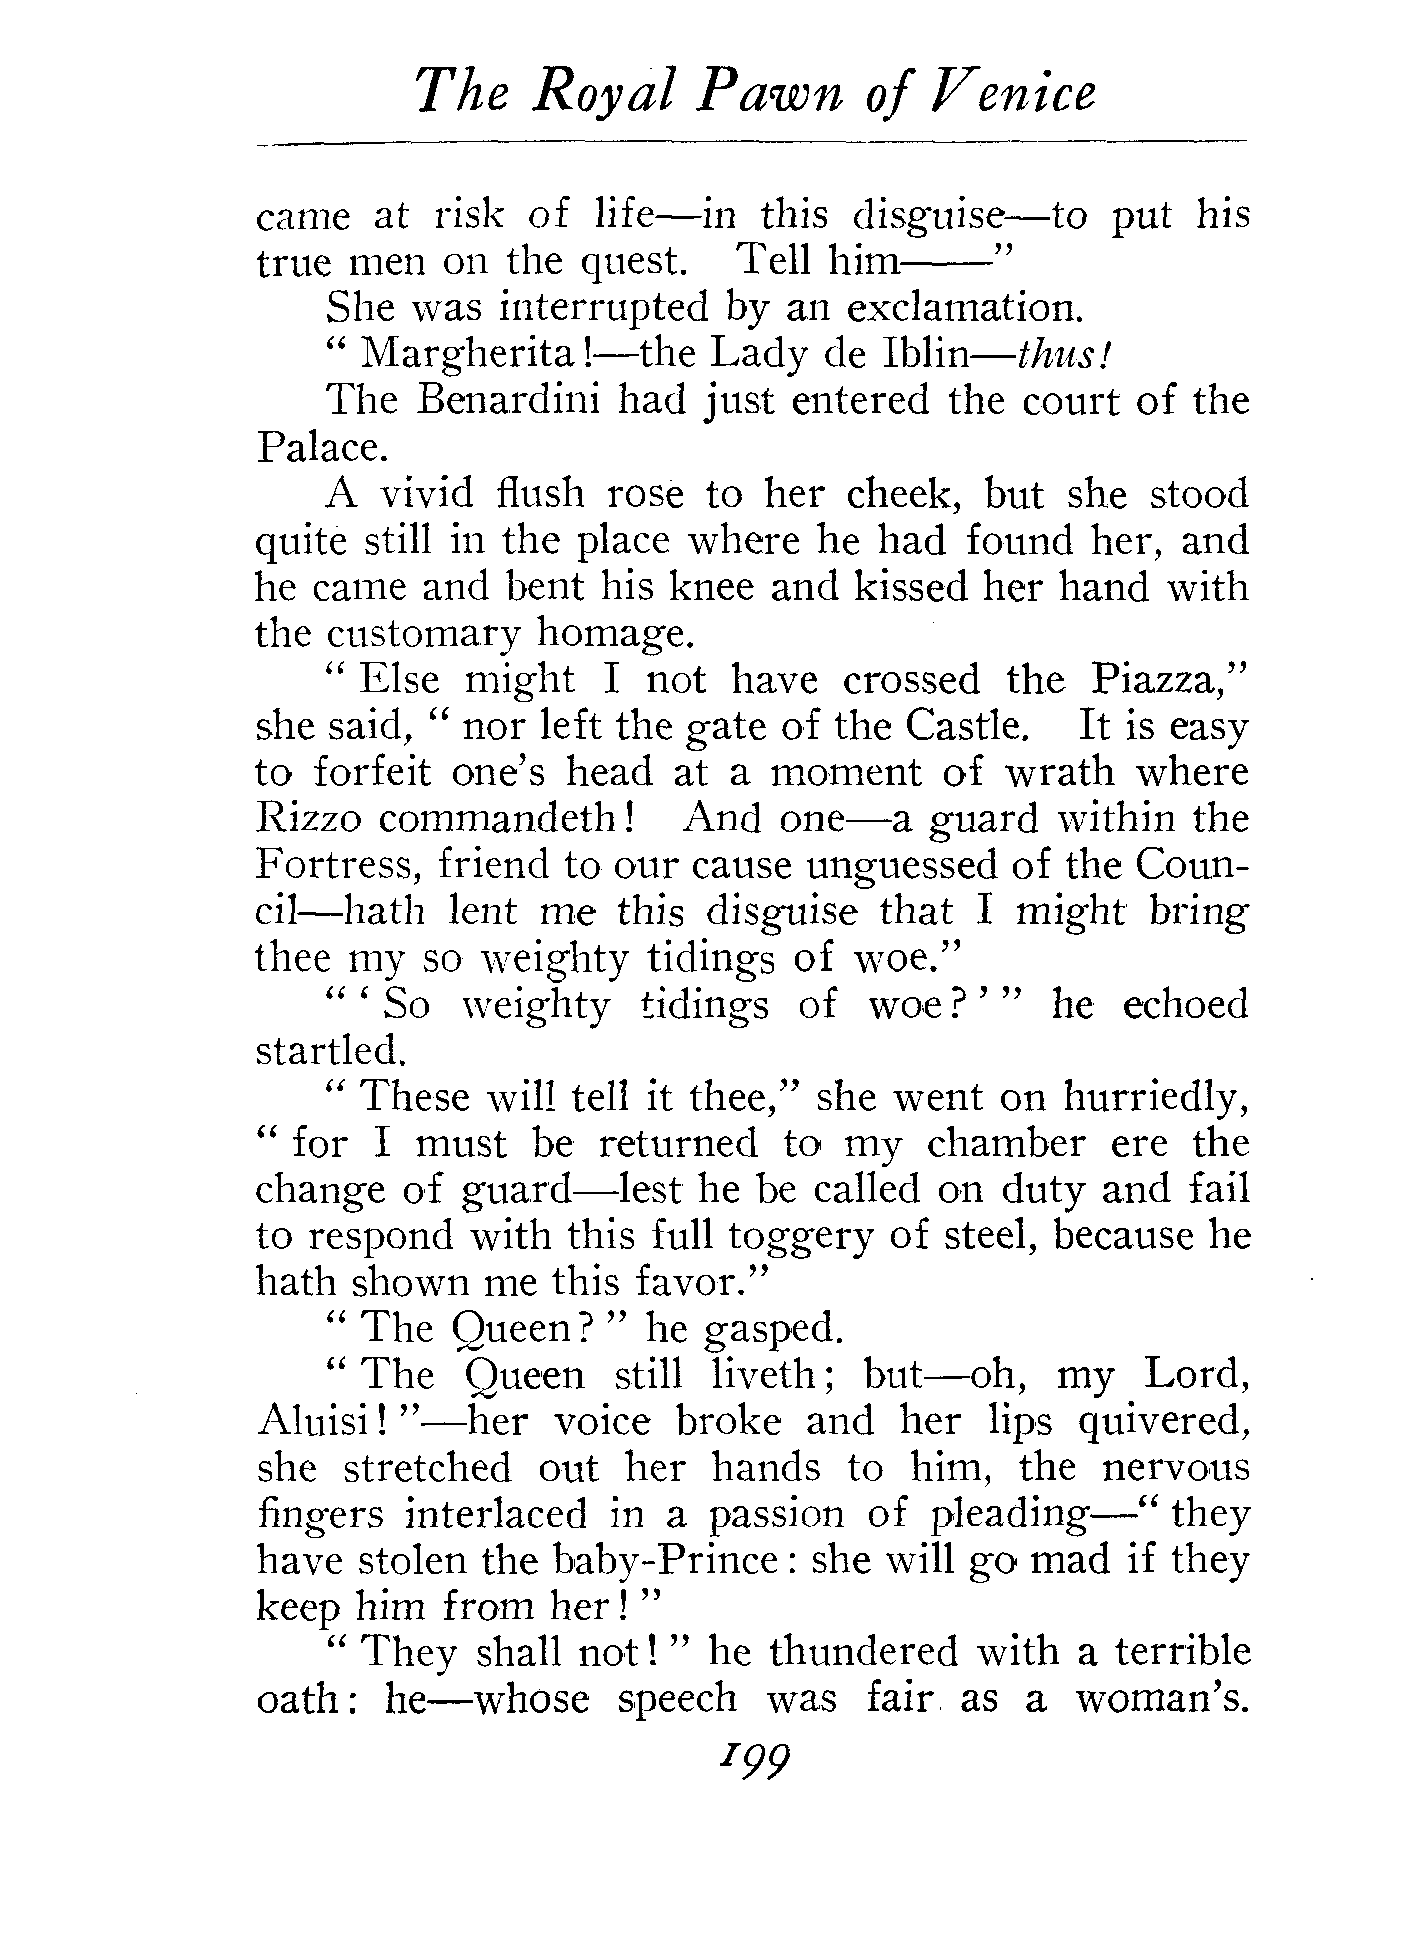 The Royal Pawn of Venice
came at risk of life—in this disguise—to put his
true men on the quest. Tell him——"
She was interrupted by an exclamation.
" Margherita!—the Lady de Iblin—thus!
The Benardini had just entered the court of the
Palace.
A vivid flush rose to her cheek, but she stood
quite still in the place where he had found her, and
he came and bent his knee and kissed her hand with
the customary homage.
" Else might I not have crossed the Piazza,"
she said, " nor left the gate of the Castle. It is easy
to forfeit one's head at a moment of wrath where
Rizzo commandeth! And one—a guard within the
Fortress, friend to our cause unguessed of the Coun-
cil—hath lent me this disguise that I might bring
thee my so weighty tidings of woe."
" ' So weighty tidings of woe? ' " he echoed
startled.
" These will tell it thee," she went on hurriedly,
" for I must be returned to my chamber ere the
change of guard—lest he be called on duty and fail
to respond with this full toggery of steel, because he
hath shown me this favor."
" The Queen? " he gasped.
" The Queen still liveth; but—oh, my Lord,
Aluisi! "—her voice broke and her lips quivered,
she stretched out her hands to him, the nervous
fingers interlaced in a passion of pleading—" they
have stolen the baby-Prince: she will go mad if they
keep him from her! "
" They shall not! " he thundered with a terrible
oath: he—whose speech was fair as a woman's.
199